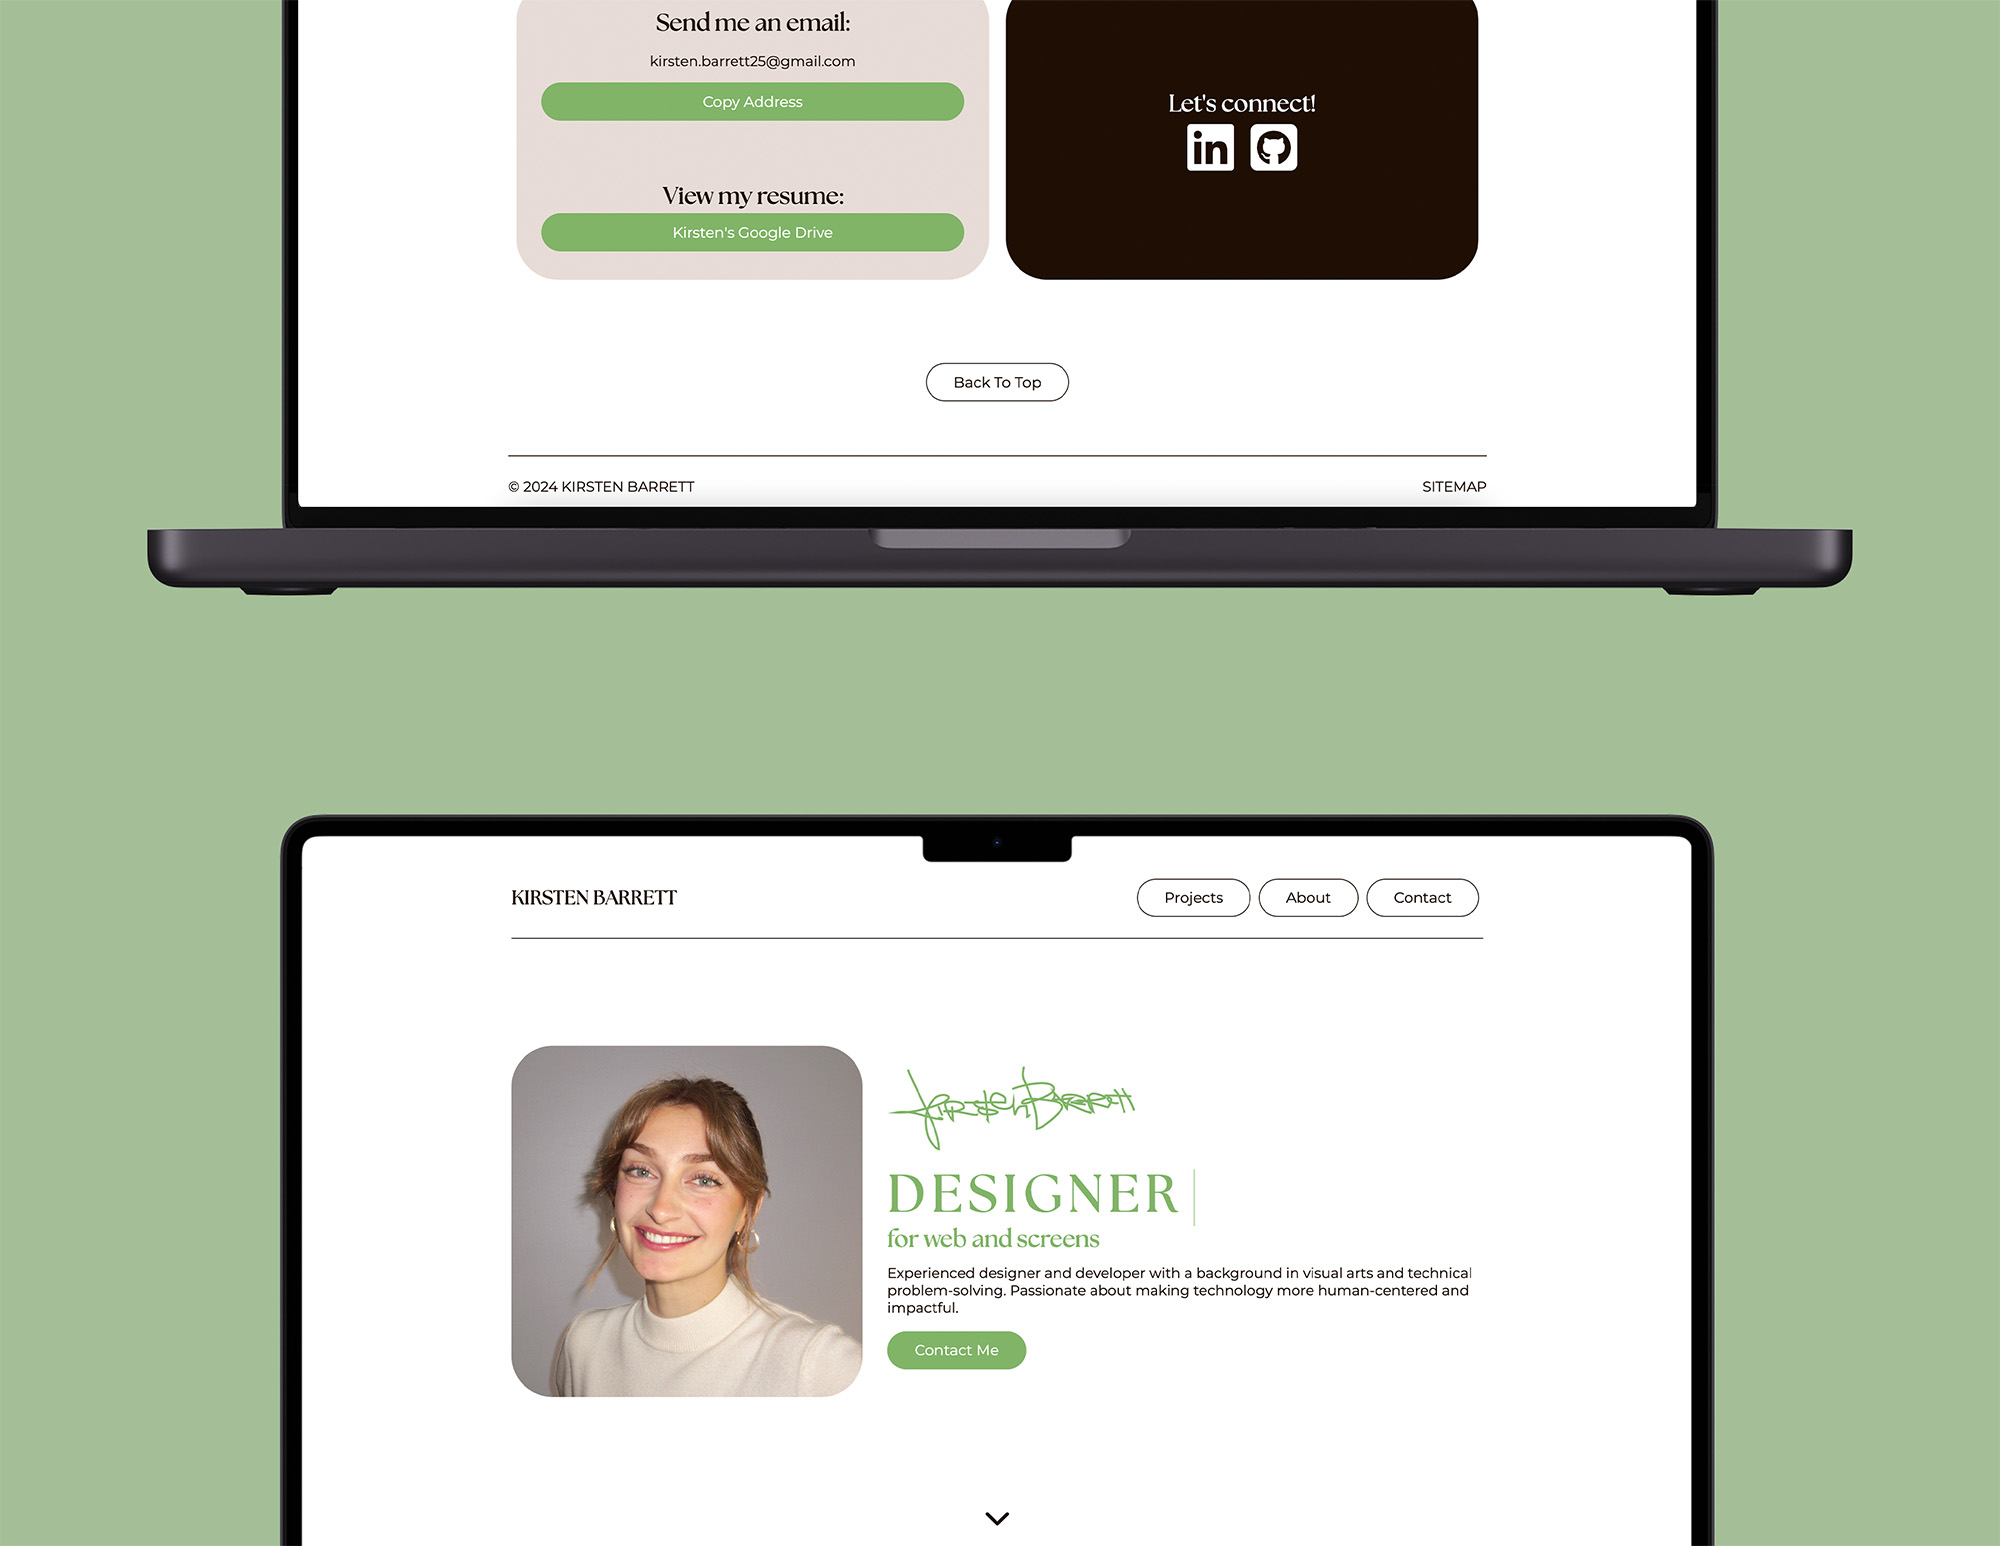 Send me an email:
kirsten.barrett25@gmail.com
Copy Address
View my resume:
Kirsten's Google Drive
Let's connect!
in
Back To Top
© 2024 KIRSTEN BARRETT
SITEMAP
KIRSTEN BARRETT
Projects
About
Contact
Kirsten Barrett
DESIGNER
for web and screens
Experienced designer and developer with a background in visual arts and technical
problem-solving. Passionate about making technology more human-centered and
impactful.
Contact Me